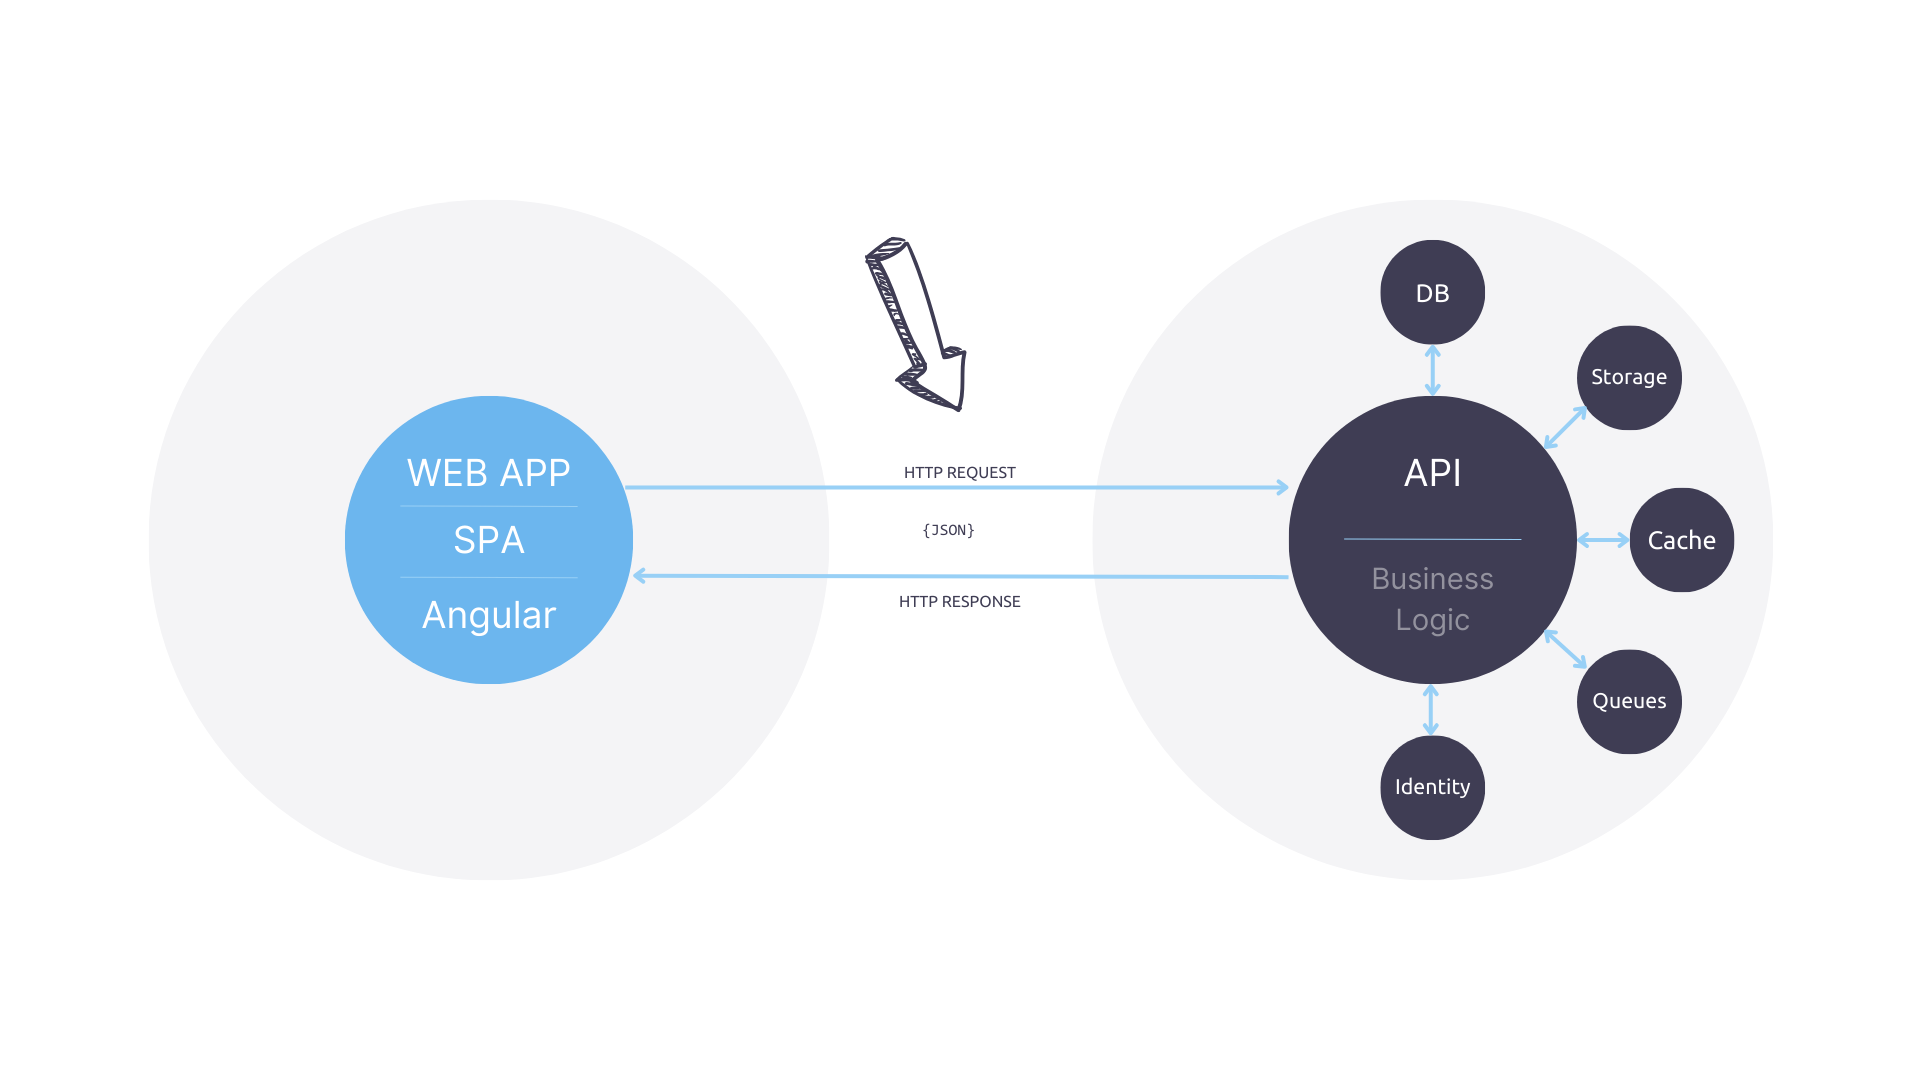 WEB APP
SPA
Angular
HTTP REQUEST
{JSON}
HTTP RESPONSE
API
Business
Logic
DB
Storage
Cache
Queues
Identity